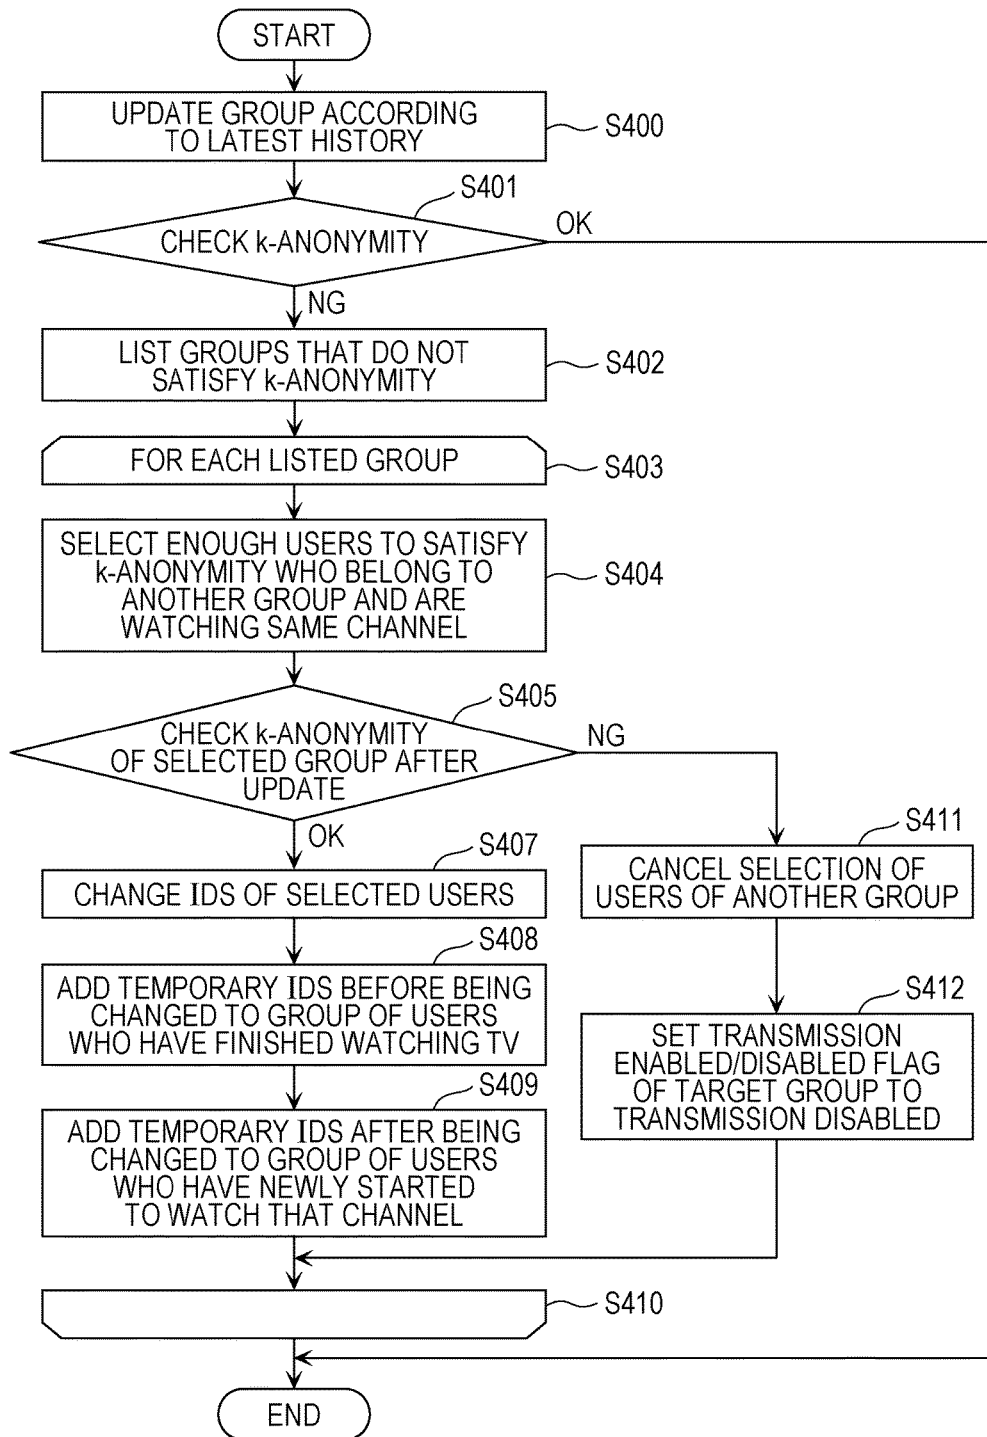 START
UPDATE GROUP ACCORDING
TO LATEST HISTORY
S400
S401
CHECK k-ANONYMITY
OK
NG
LIST GROUPS THAT DO NOT
SATISFY k-ANONYMITY
S402
FOR EACH LISTED GROUP
S403
SELECT ENOUGH USERS TO SATISFY
k-ANONYMITY WHO BELONG TO
ANOTHER GROUP AND ARE
WATCHING SAME CHANNEL
S404
S405
CHECK k-ANONYMITY
OF SELECTED GROUP AFTER
UPDATE
NG
OK
S407
CHANGE IDS OF SELECTED USERS
S408
ADD TEMPORARY IDS BEFORE BEING
CHANGED TO GROUP OF USERS
WHO HAVE FINISHED WATCHING TV
S409
ADD TEMPORARY IDS AFTER BEING
CHANGED TO GROUP OF USERS
WHO HAVE NEWLY STARTED
TO WATCH THAT CHANNEL
S411
CANCEL SELECTION OF
USERS OF ANOTHER GROUP
S412
SET TRANSMISSION
ENABLED/DISABLED FLAG
OF TARGET GROUP TO
TRANSMISSION DISABLED
S410
END